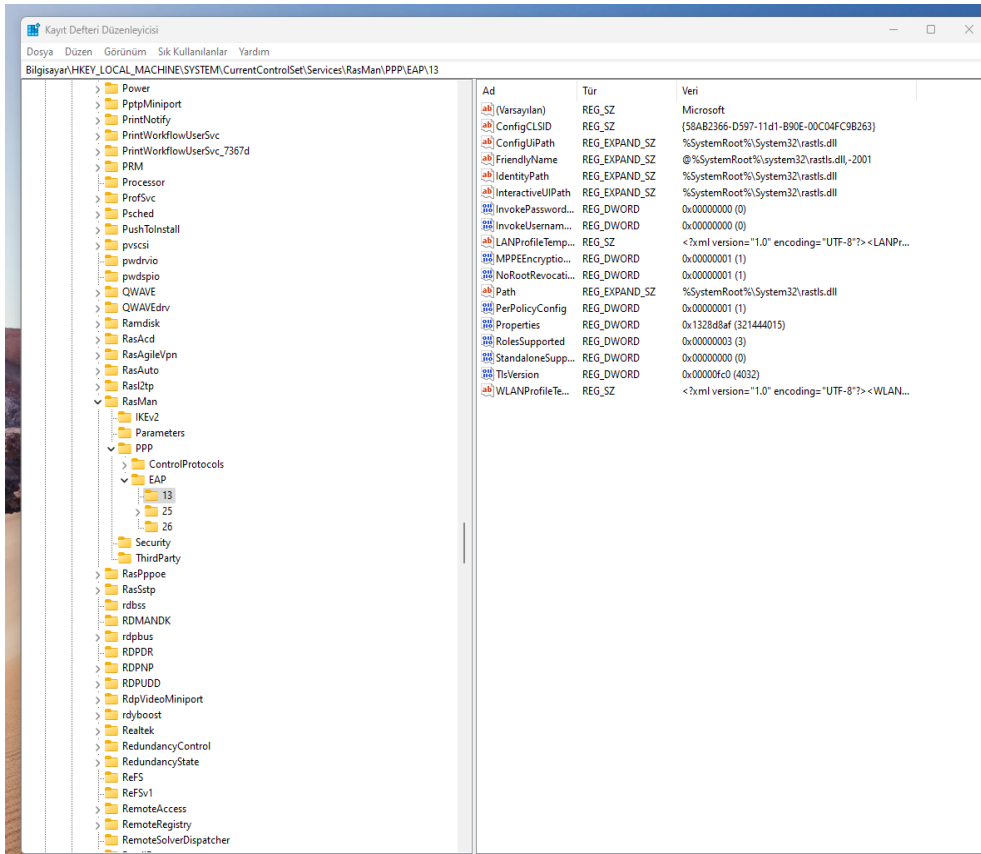 Kayıt Defteri Düzenleyicisi
Dosya Düzen Görünüm Sık Kullanılanlar Yardım
Bilgisayar\HKEY_LOCAL_MACHINE\SYSTEM\CurrentControlSet\Services\RasMan\PPP\EAP\13
Power
PptpMiniport
PrintNotify
PrintWorkflowUserSvc
PrintWorkflowUserSvc_7367d
PRM
Processor
ProfSvc
Psched
PushToInstall
pvscsi
pwdrvio
pwdspio
QWAVE
QWAVEdrv
Ramdisk
RasAcd
RasAgileVpn
RasAuto
Rasl2tp
RasMan
IKEv2
Parameters
PPP
ControlProtocols
EAP
13
25
26
Security
ThirdParty
RasPppoe
RasSstp
rdbss
RDMANDK
rdpbus
RDPDR
RDPNP
RDPUDD
RdpVideoMiniport
rdyboost
Realtek
RedundancyControl
RedundancyState
ReFS
ReFSv1
RemoteAccess
RemoteRegistry
RemoteSolverDispatcher
Ad Tür Veri
(Varsayılan) REG_SZ Microsoft
ConfigCLSID REG_SZ {58AB2366-D597-11d1-B90E-00C04FC9B263}
ConfigUiPath REG_EXPAND_SZ %SystemRoot%\System32\rastls.dll
FriendlyName REG_EXPAND_SZ @%SystemRoot%\system32\rastls.dll,-2001
IdentityPath REG_EXPAND_SZ %SystemRoot%\System32\rastls.dll
InteractiveUIPath REG_EXPAND_SZ %SystemRoot%\System32\rastls.dll
InvokePassword... REG_DWORD 0x00000000 (0)
InvokeUsernam... REG_DWORD 0x00000000 (0)
LANProfileTemp... REG_SZ <?xml version="1.0" encoding="UTF-8"?><LANPr...
MPPEEncryptio... REG_DWORD 0x00000001 (1)
NoRootRevocati... REG_DWORD 0x00000001 (1)
Path REG_EXPAND_SZ %SystemRoot%\System32\rastls.dll
PerPolicyConfig REG_DWORD 0x00000001 (1)
Properties REG_DWORD 0x1328d8af (321444015)
RolesSupported REG_DWORD 0x00000003 (3)
StandaloneSupp... REG_DWORD 0x00000000 (0)
TlsVersion REG_DWORD 0x00000fc0 (4032)
WLANProfileTe... REG_SZ <?xml version="1.0" encoding="UTF-8"?><WLAN...